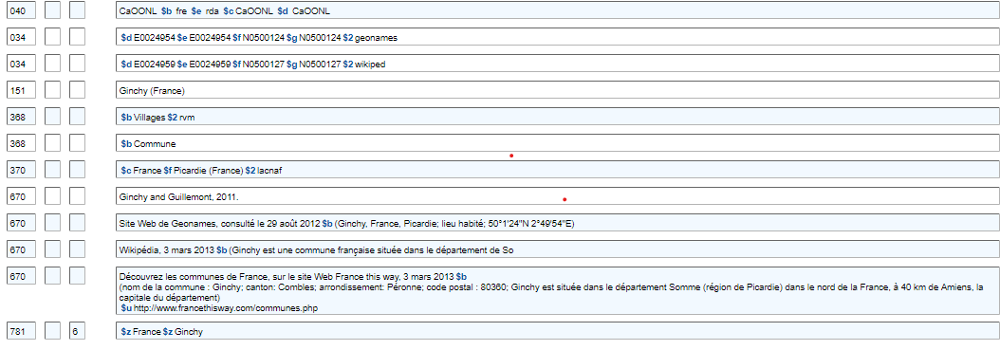 040 CaOONL $b fre $e rda $c CaOONL $d CaOONL
034 $d E0024954 $e E0024954 $f N0500124 $g N0500124 $2 geonames
034 $d E0024959 $e E0024959 $f N0500127 $g N0500127 $2 wikiped
151 Ginchy (France)
368 $b Villages $2 rvm
368 $b Commune
370 $c France $f Picardie (France) $2 lacnaf
670 Ginchy and Guillemont, 2011.
670 Site Web de Geonames, consulté le 29 août 2012 $b (Ginchy, France, Picardie; lieu habité; 50°1'24"N 2°49'54"E)
670 Wikipédia, 3 mars 2013 $b (Ginchy est une commune française située dans le département de So
670 Découvrez les communes de France, sur le site Web France this way, 3 mars 2013 $b
(nom de la commune : Ginchy; canton: Combles; arrondissement: Péronne; code postal : 80360; Ginchy est située dans le département Somme (région de Picardie) dans le nord de la France, à 40 km de Amiens, la
capitale du département)
$u http://www.francethisway.com/communes.php
781 6 $z France $z Ginchy